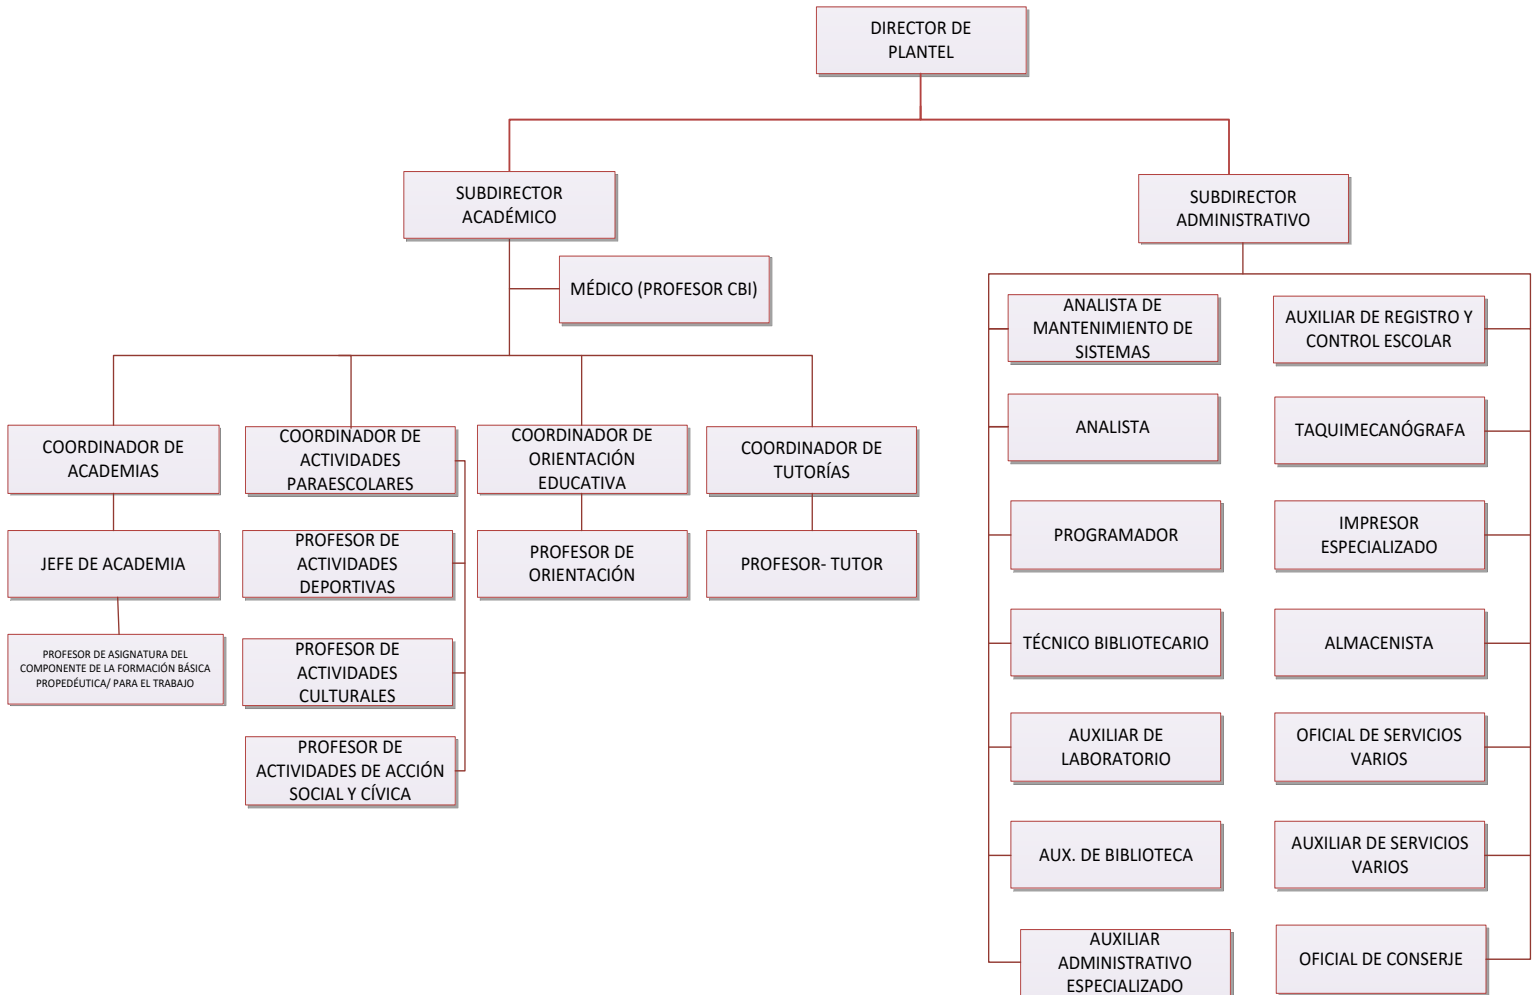 DIRECTOR DE
PLANTEL
SUBDIRECTOR
ACADÉMICO
SUBDIRECTOR
ADMINISTRATIVO
MÉDICO (PROFESOR CBI)
COORDINADOR DE
ACADEMIAS
COORDINADOR DE
ACTIVIDADES
PARAESCOLARES
COORDINADOR DE
ORIENTACIÓN
EDUCATIVA
COORDINADOR DE
TUTORÍAS
JEFE DE ACADEMIA
PROFESOR DE
ACTIVIDADES
DEPORTIVAS
PROFESOR DE
ORIENTACIÓN
PROFESOR- TUTOR
PROFESOR DE ASIGNATURA DEL
COMPONENTE DE LA FORMACIÓN BÁSICA
PROPEDÉUTICA/ PARA EL TRABAJO
PROFESOR DE
ACTIVIDADES
CULTURALES
PROFESOR DE
ACTIVIDADES DE ACCIÓN
SOCIAL Y CÍVICA
ANALISTA DE
MANTENIMIENTO DE
SISTEMAS
AUXILIAR DE REGISTRO Y
CONTROL ESCOLAR
ANALISTA
TAQUIMECANÓGRAFA
PROGRAMADOR
IMPRESOR
ESPECIALIZADO
TÉCNICO BIBLIOTECARIO
ALMACENISTA
AUXILIAR DE
LABORATORIO
OFICIAL DE SERVICIOS
VARIOS
AUX. DE BIBLIOTECA
AUXILIAR DE SERVICIOS
VARIOS
AUXILIAR
ADMINISTRATIVO
ESPECIALIZADO
OFICIAL DE CONSERJE